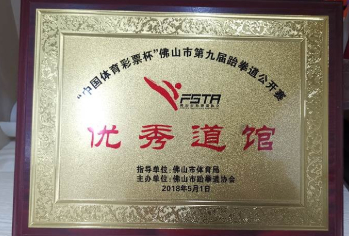 “中国体育彩票杯”佛山市第九届跆拳道公开赛
FSTA
优秀道馆
指导单位:佛山市体育局
主办单位:佛山市跆拳道协会
2018年5月1日